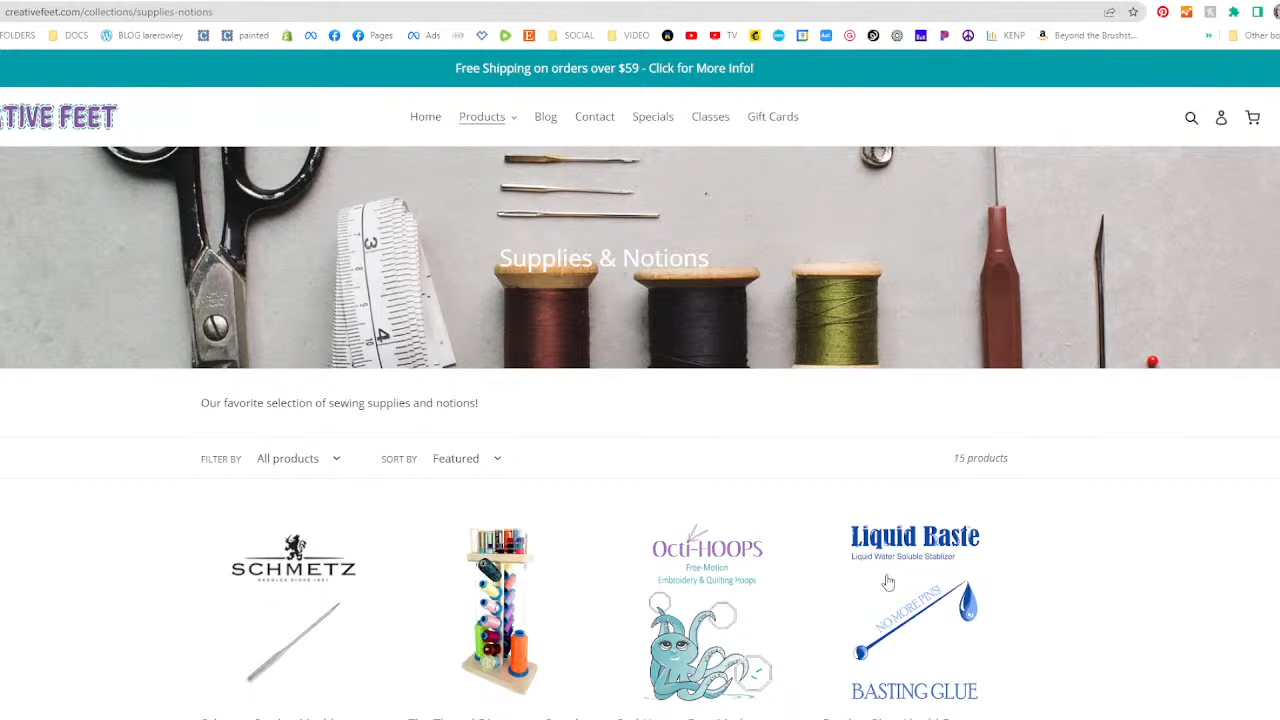 creativefeet.com/collections/supplies-notions
FOLDERS DOCS BLOG larerowley painted Pages Ads SOCIAL VIDEO TV KENP Beyond the Brushst... » Other bo
Free Shipping on orders over $59 - Click for More Info!
TIVE FEET
Home Products Blog Contact Specials Classes Gift Cards
Supplies & Notions
3
4
Our favorite selection of sewing supplies and notions!
FILTER BY All products SORT BY Featured 15 products
SCHMETZ
NEEDLES SINCE 1851
Octi-HOOPS
Free-Motion
Embroidery & Quilting Hoops
Liquid Baste
Liquid Water Soluble Stablizer
NO MORE PINS!
BASTING GLUE